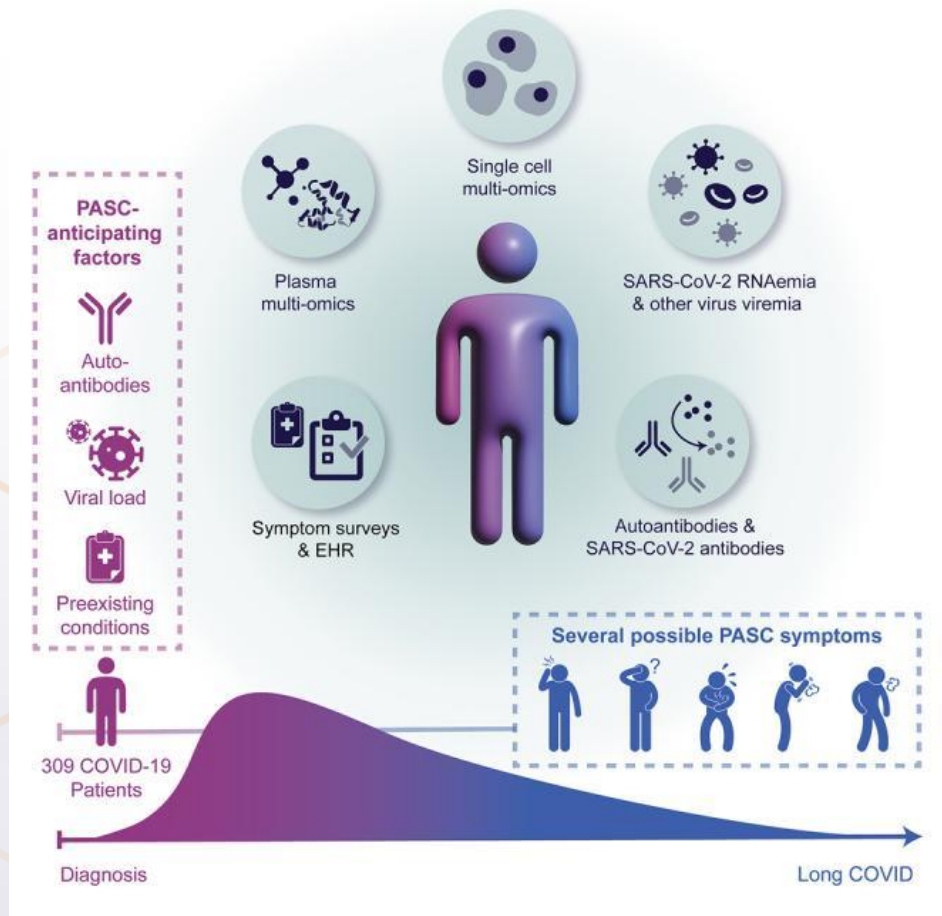 Single cell
multi-omics
PASC-
anticipating
factors
Plasma
multi-omics
SARS-CoV-2 RNAemia
& other virus viremia
Auto-
antibodies
Viral load
Symptom surveys
& EHR
Autoantibodies &
SARS-CoV-2 antibodies
Preexisting
conditions
Several possible PASC symptoms
?
309 COVID-19
Patients
Diagnosis
Long COVID